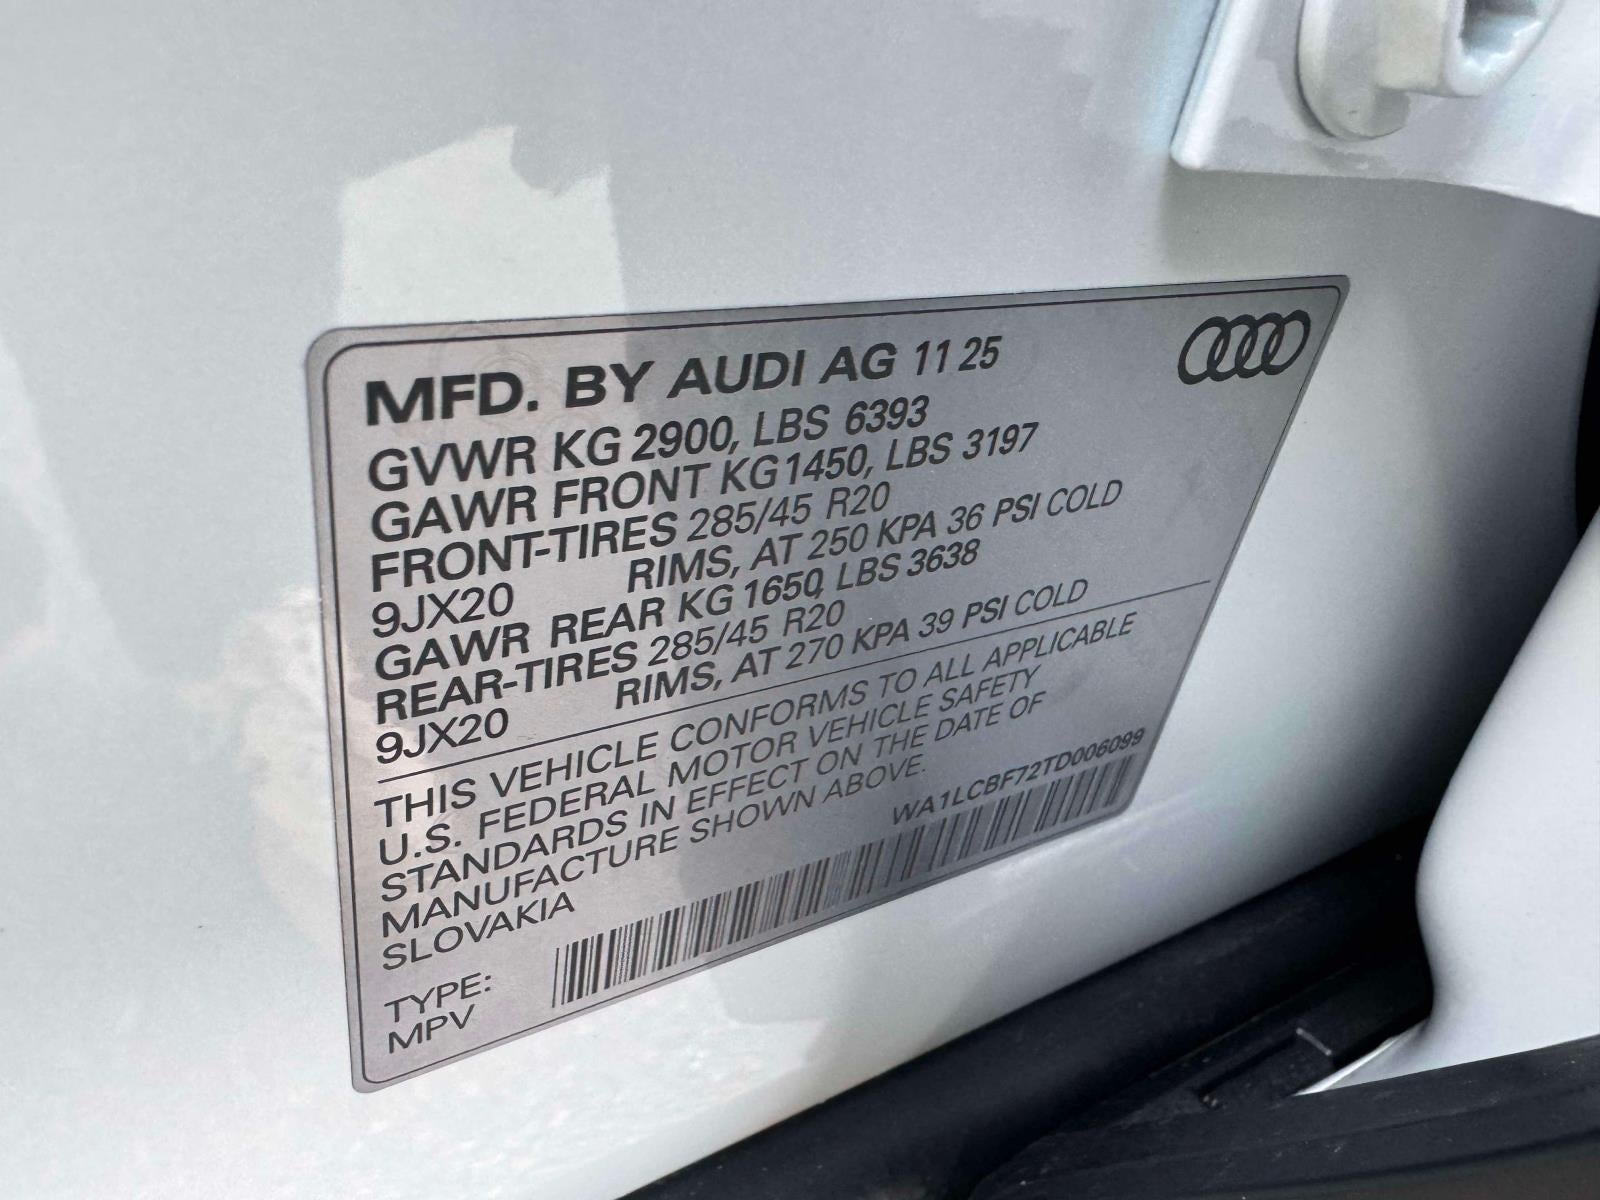 MFD. BY AUDI AG 11 25
GVWR KG 2900, LBS 6393
GAWR FRONT KG 1450, LBS 3197
FRONT-TIRES 285/45 R20
9JX20 RIMS, AT 250 KPA 36 PSI COLD
GAWR REAR KG 1650, LBS 3638
REAR-TIRES 285/45 R20
9JX20 RIMS, AT 270 KPA 39 PSI COLD
THIS VEHICLE CONFORMS TO ALL APPLICABLE
U.S. FEDERAL MOTOR VEHICLE SAFETY
STANDARDS IN EFFECT ON THE DATE OF
MANUFACTURE SHOWN ABOVE.
SLOVAKIA
WA1LCBF72TD006099
TYPE:
MPV